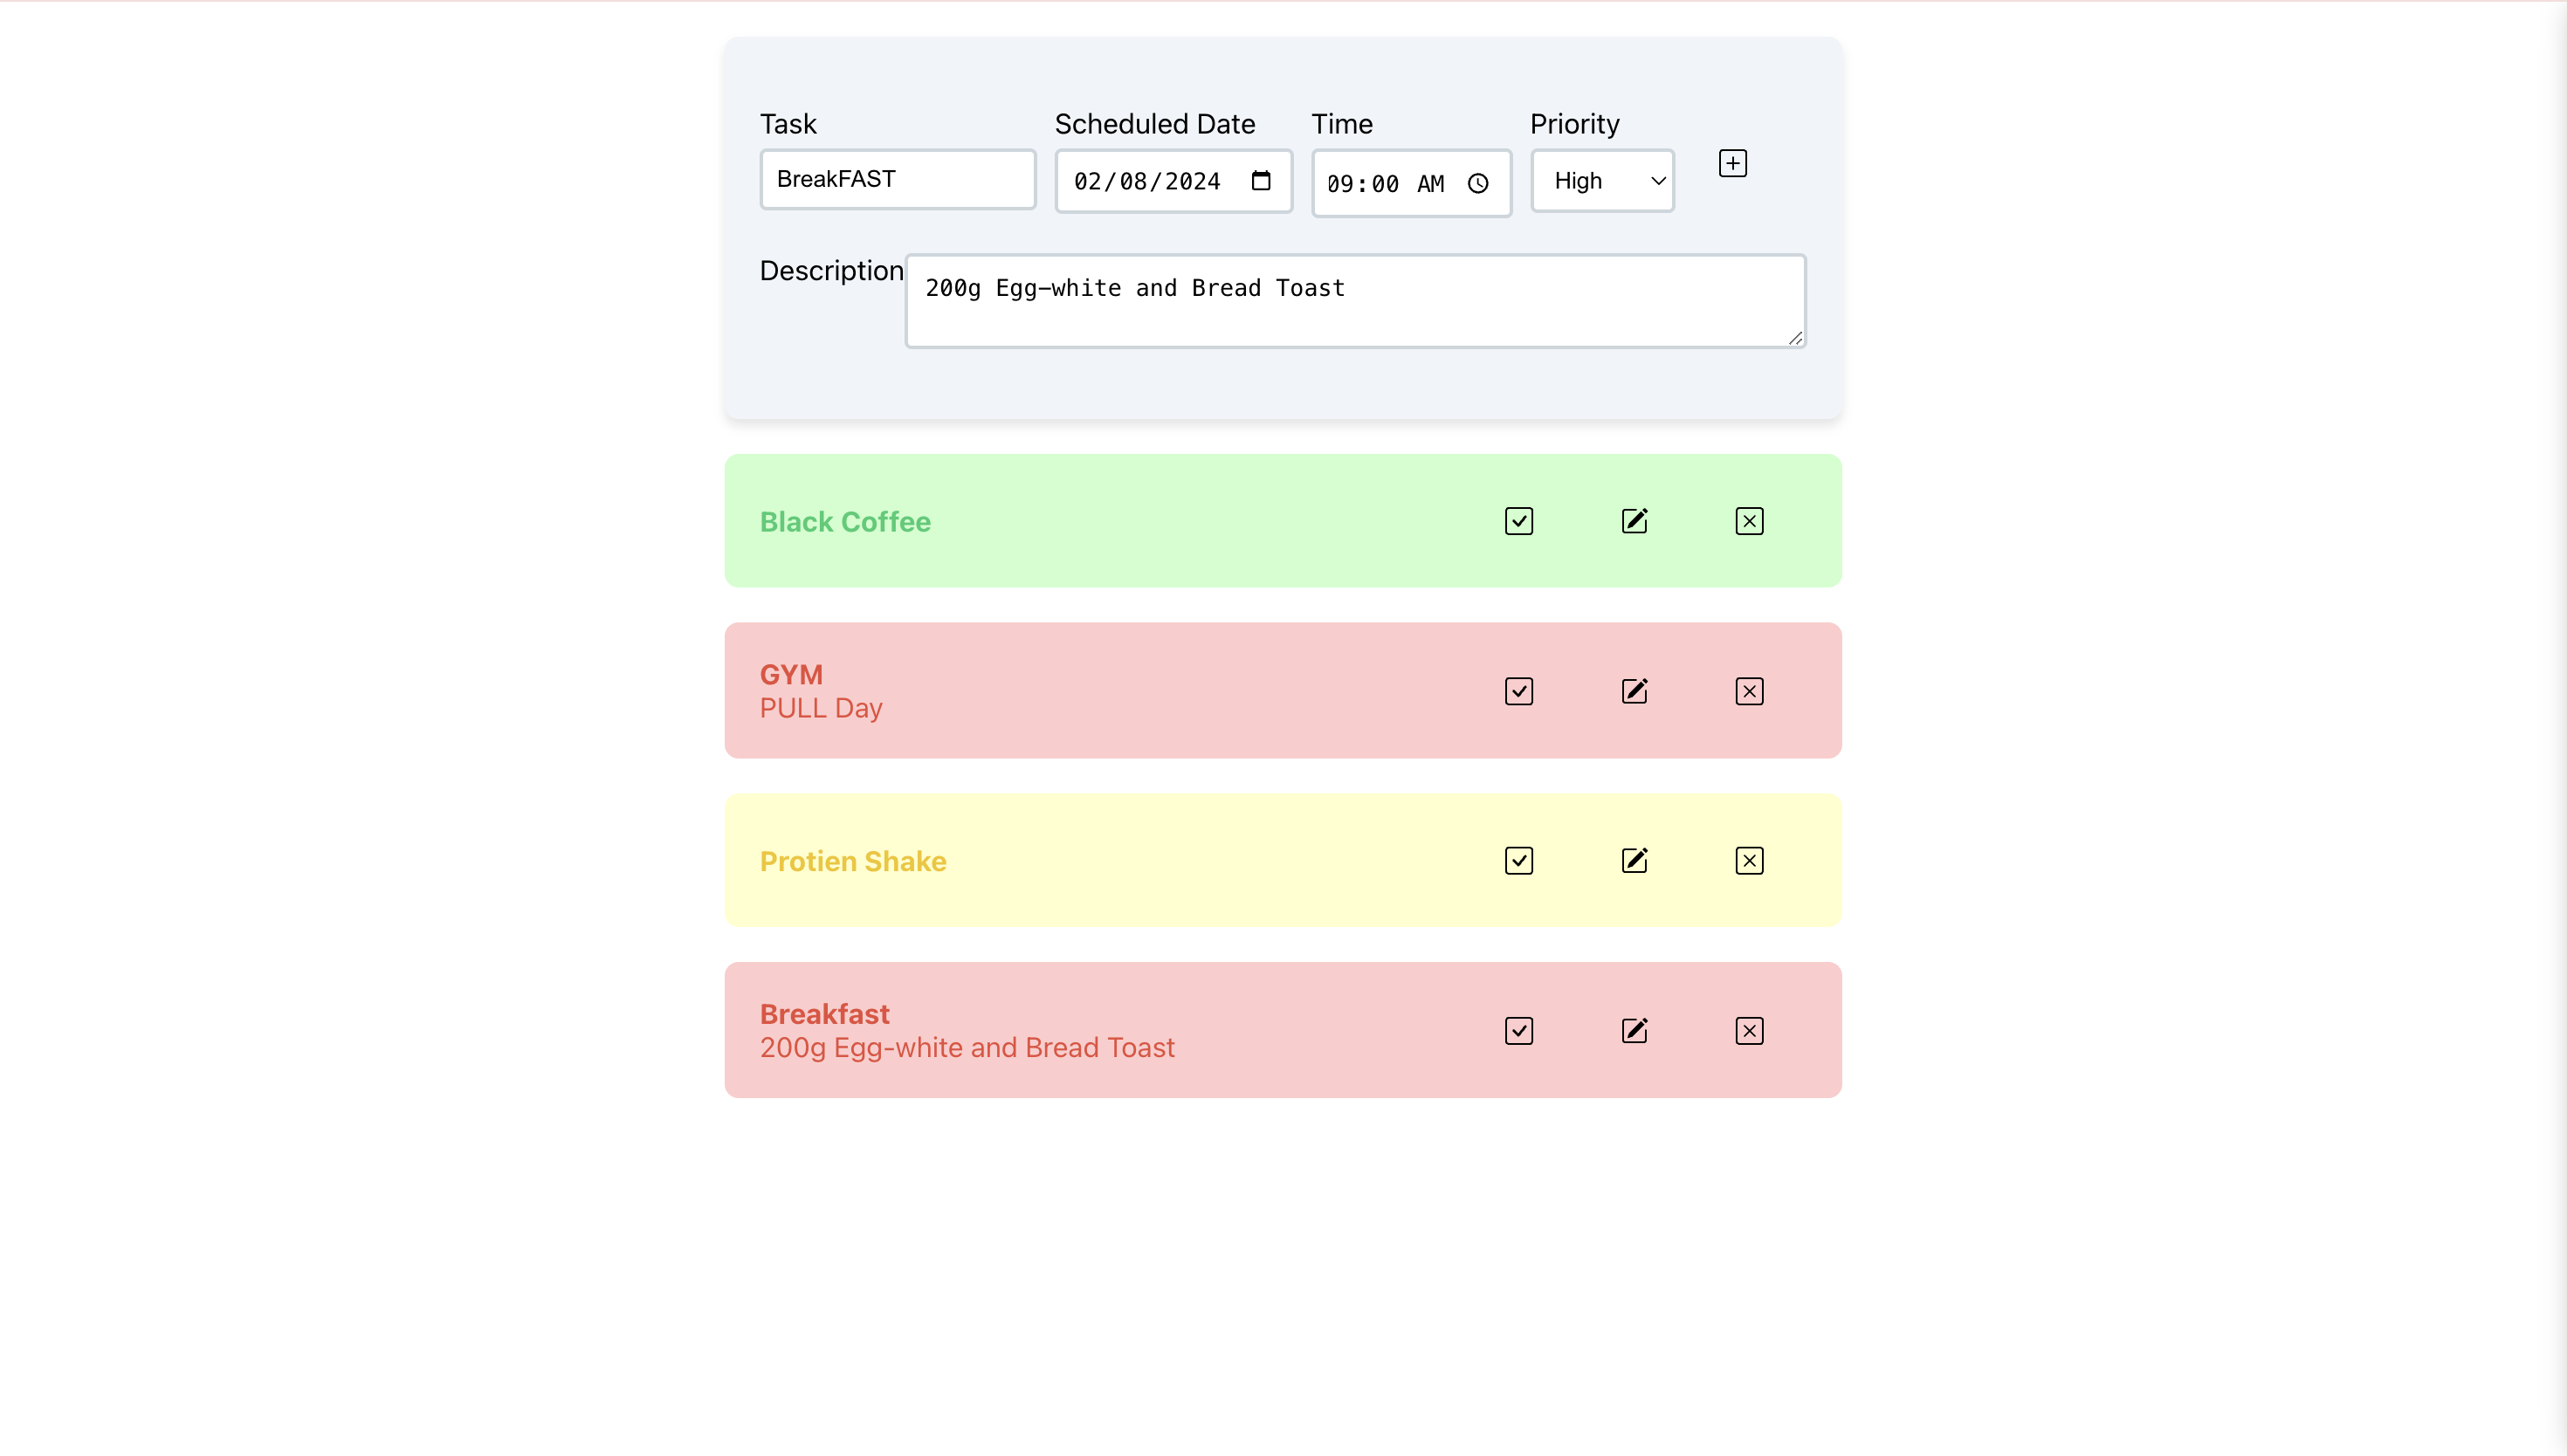 Task Scheduled Date Time Priority
BreakFAST 02/08/2024 09:00 AM High
Description 200g Egg-white and Bread Toast
Black Coffee
GYM
PULL Day
Protien Shake
Breakfast
200g Egg-white and Bread Toast